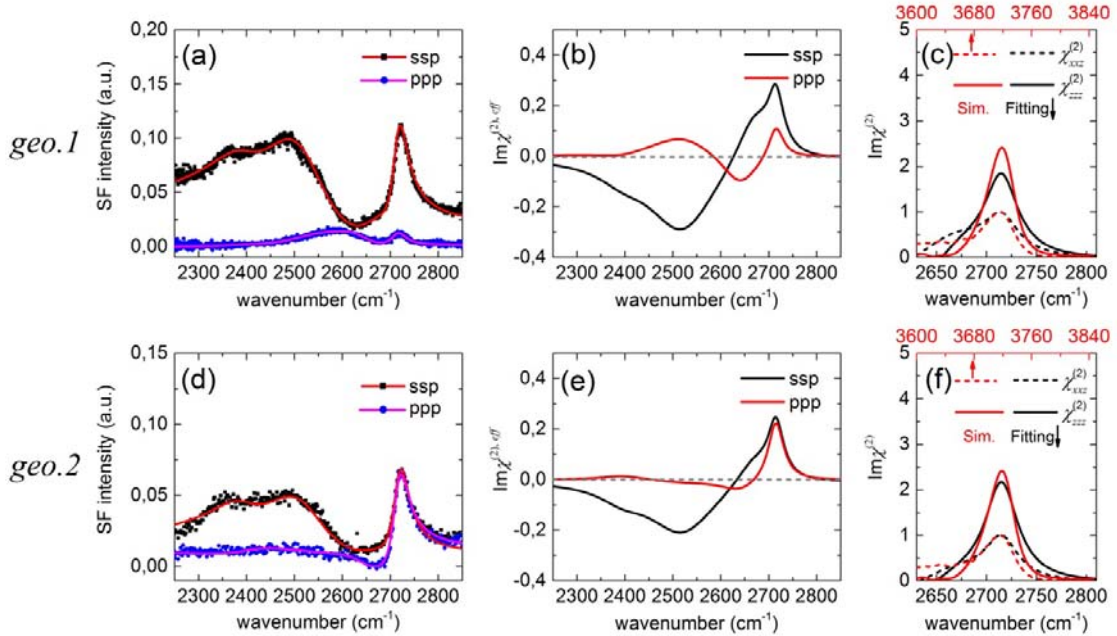 geo.1
(a)
ssp
ppp
SF intensity (a.u.)
0,20
0,15
0,10
0,05
0,00
2300 2400 2500 2600 2700 2800
wavenumber (cm⁻¹)
(b)
ssp
ppp
Imχ⁽²⁾, eff
0,4
0,2
0,0
-0,2
-0,4
2300 2400 2500 2600 2700 2800
wavenumber (cm⁻¹)
3600 3680 3760 3840
(c)
χxxz⁽²⁾
χzzz⁽²⁾
Sim. Fitting
Imχ⁽²⁾
5
4
3
2
1
0
2650 2700 2750 2800
wavenumber (cm⁻¹)
geo.2
(d)
ssp
ppp
SF intensity (a.u.)
0,15
0,10
0,05
0,00
2300 2400 2500 2600 2700 2800
wavenumber (cm⁻¹)
(e)
ssp
ppp
Imχ⁽²⁾, eff
0,4
0,2
0,0
-0,2
-0,4
2300 2400 2500 2600 2700 2800
wavenumber (cm⁻¹)
3600 3680 3760 3840
(f)
χxxz⁽²⁾
χzzz⁽²⁾
Sim. Fitting
Imχ⁽²⁾
5
4
3
2
1
0
2650 2700 2750 2800
wavenumber (cm⁻¹)